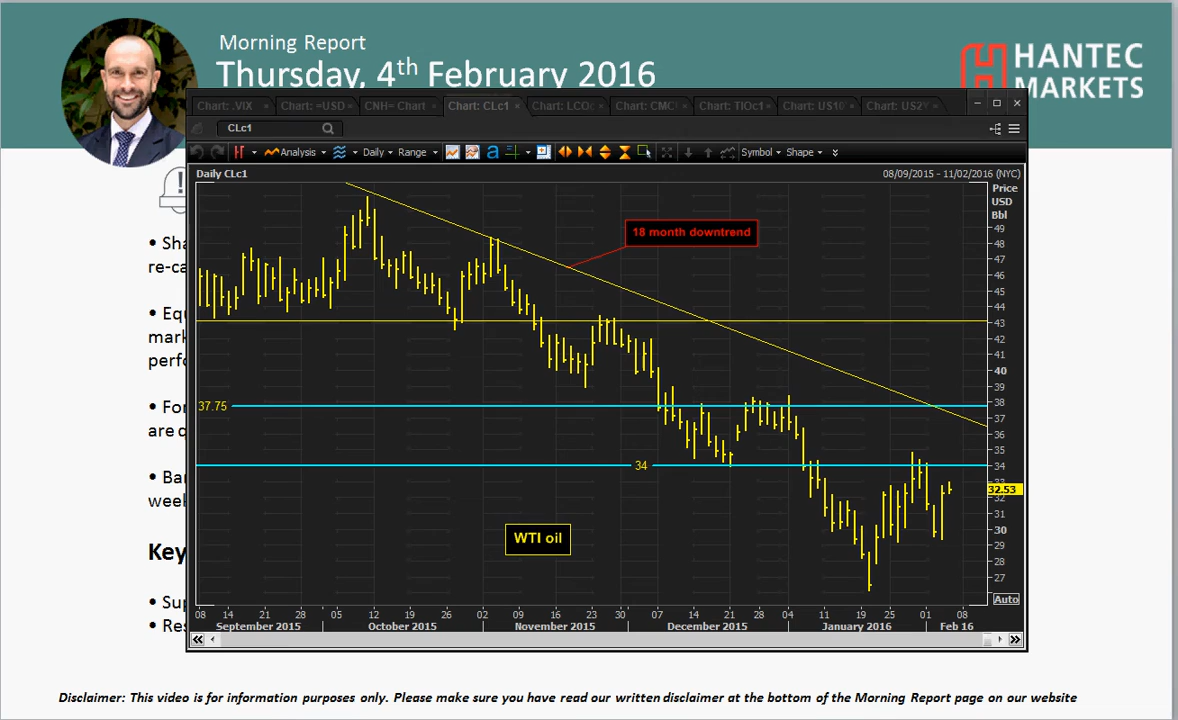 Morning Report
Thursday, 4th February 2016
HANTEC
MARKETS
Chart: .VIX × Chart: =USD × CNH= Chart × Chart: CLc1 × Chart: LCO × Chart: CMC × Chart: TIOc1 × Chart: US10 × Chart: US2Y ×
CLc1
Analysis Daily Range a Symbol Shape
Daily CLc1
08/09/2015 - 11/02/2016 (NYC)
Price
USD
Bbl
18 month downtrend
49
48
47
46
45
44
43
42
41
40
39
38
37.75
37
36
35
34
34
33
32.53
32
31
30
29
28
27
WTI oil
Auto
08 14 21 28 05 12 19 26 02 09 16 23 30 07 14 21 28 04 11 18 25 01 08
September 2015 October 2015 November 2015 December 2015 January 2016 Feb 16
• Sha
re-ca
• Equ
mark
perfo
• For
are q
• Bar
week
Key
• Sup
• Res
Disclaimer: This video is for information purposes only. Please make sure you have read our written disclaimer at the bottom of the Morning Report page on our website